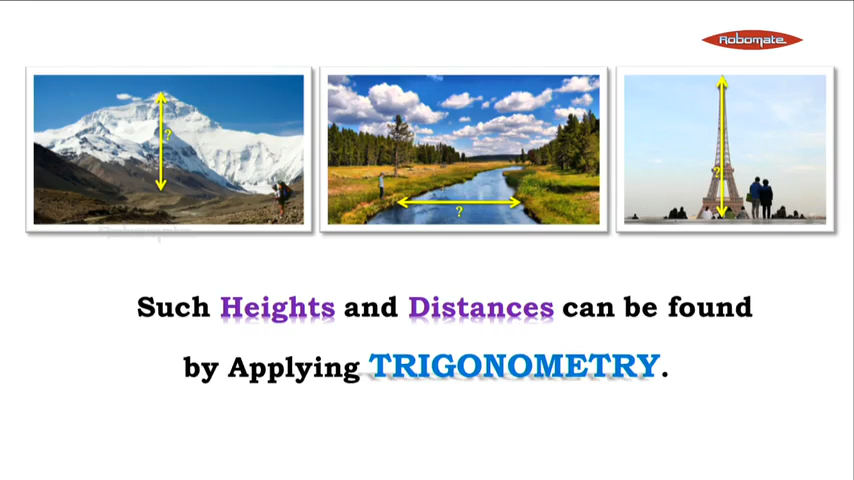 Robomate
?
?
?
Such Heights and Distances can be found
by Applying TRIGONOMETRY.